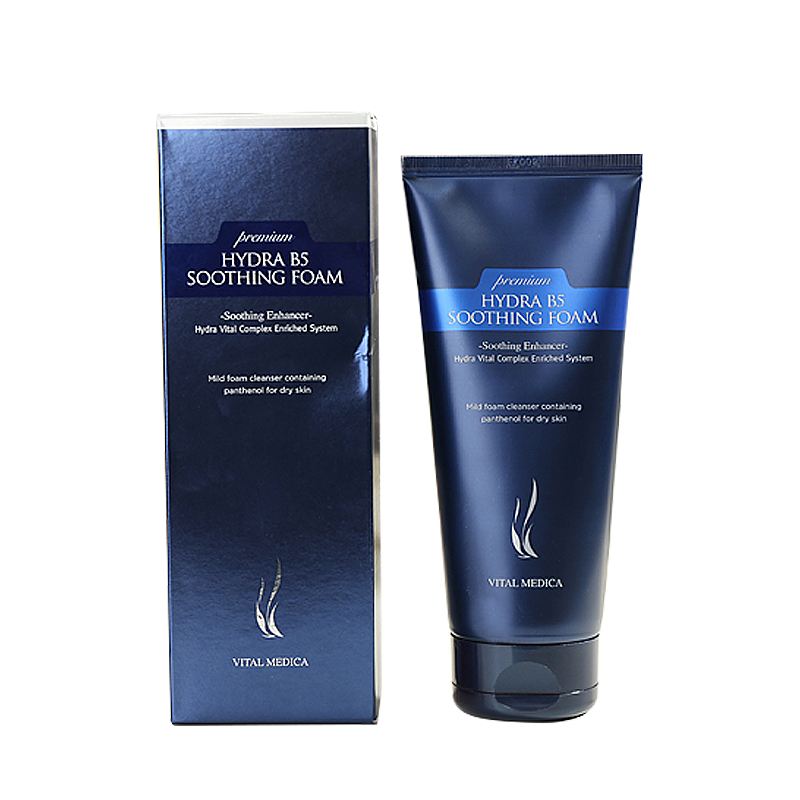 premium
HYDRA B5
SOOTHING FOAM
-Soothing Enhancer-
Hydra Vital Complex Enriched System
Mild foam cleanser containing
panthenol for dry skin
VITAL MEDICA
premium
HYDRA B5
SOOTHING FOAM
-Soothing Enhancer-
Hydra Vital Complex Enriched System
Mild foam cleanser containing
panthenol for dry skin
VITAL MEDICA